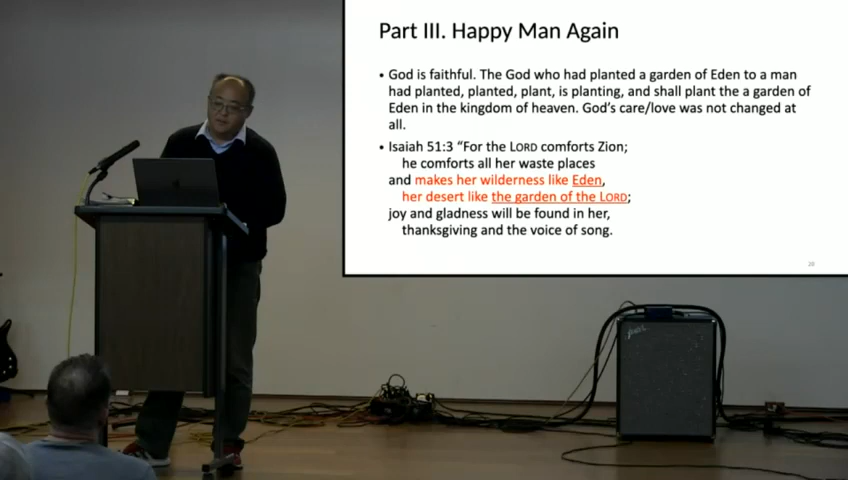 Part III. Happy Man Again
• God is faithful. The God who had planted a garden of Eden to a man
had planted, planted, plant, is planting, and shall plant the a garden of
Eden in the kingdom of heaven. God's care/love was not changed at
all.
• Isaiah 51:3 “For the LORD comforts Zion;
he comforts all her waste places
and makes her wilderness like Eden,
her desert like the garden of the LORD;
joy and gladness will be found in her,
thanksgiving and the voice of song.